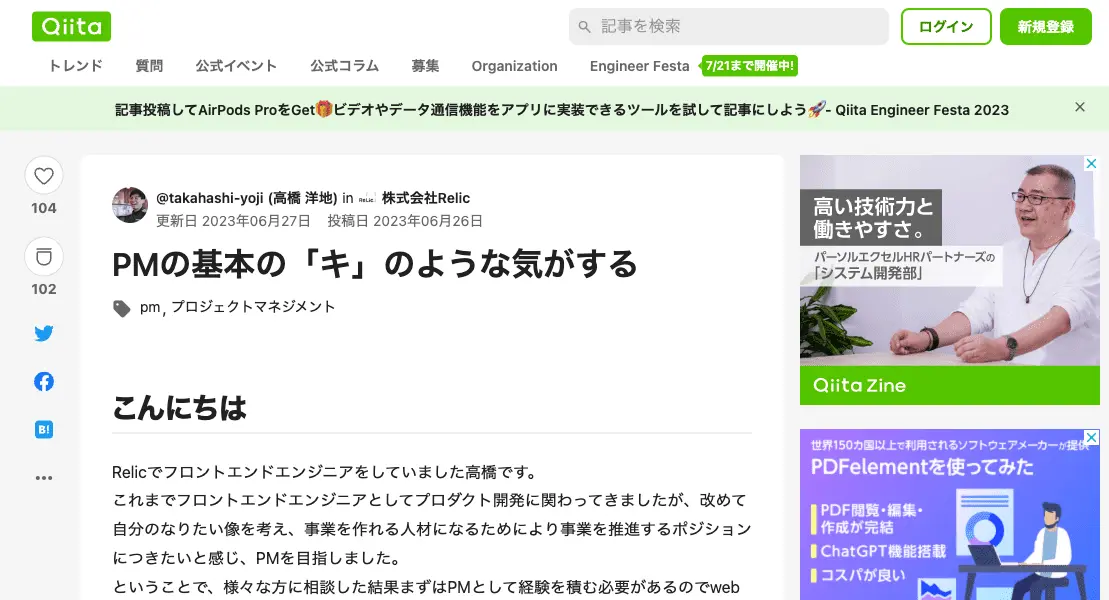 Qiita
記事を検索
ログイン
新規登録
トレンド 質問 公式イベント 公式コラム 募集 Organization Engineer Festa 7/21まで開催中!
記事投稿してAirPods ProをGet🎁ビデオやデータ通信機能をアプリに実装できるツールを試して記事にしよう🚀- Qiita Engineer Festa 2023
104
102
B!
@takahashi-yoji (高橋 洋地) in Relic 株式会社Relic
更新日 2023年06月27日 投稿日 2023年06月26日
PMの基本の「キ」のような気がする
pm, プロジェクトマネジメント
こんにちは
Relicでフロントエンドエンジニアをしていました高橋です。
これまでフロントエンドエンジニアとしてプロダクト開発に関わってきましたが、改めて
自分のなりたい像を考え、事業を作れる人材になるためにより事業を推進するポジション
につきたいと感じ、PMを目指しました。
ということで、様々な方に相談した結果まずはPMとして経験を積む必要があるのでweb
高い技術力と
働きやすさ。
パーソルエクセルHRパートナーズの
「システム開発部」
Qiita Zine
世界150カ国以上で利用されるソフトウェアメーカーが提供
PDFelementを使ってみた
PDF閲覧・編集・
作成が完結
ChatGPT機能搭載
コスパが良い